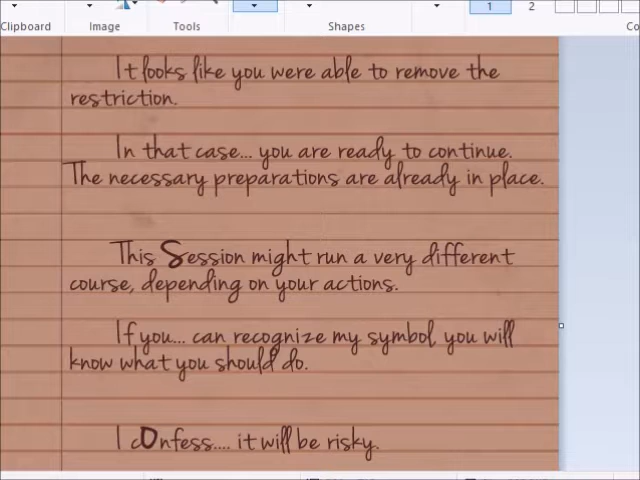 Clipboard
Image
Tools
Shapes
1
2
Co
It looks like you were able to remove the
restriction.
In that case... you are ready to continue.
The necessary preparations are already in place.
This Session might run a very different
course, depending on your actions.
If you... can recognize my symbol, you will
know what you should do.
I cOnfess.... it will be risky.